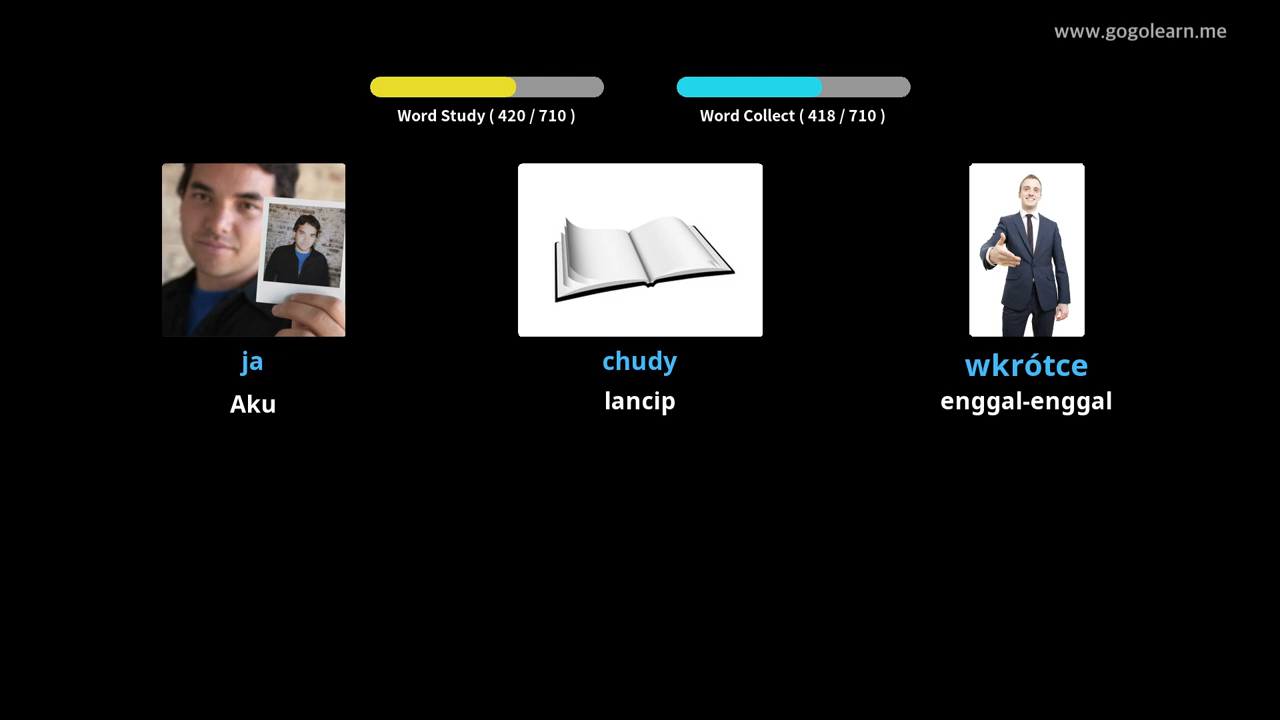 www.gogolearn.me
Word Study ( 420 / 710 )
Word Collect ( 418 / 710 )
ja
chudy
wkrótce
Aku
lancip
enggal-enggal